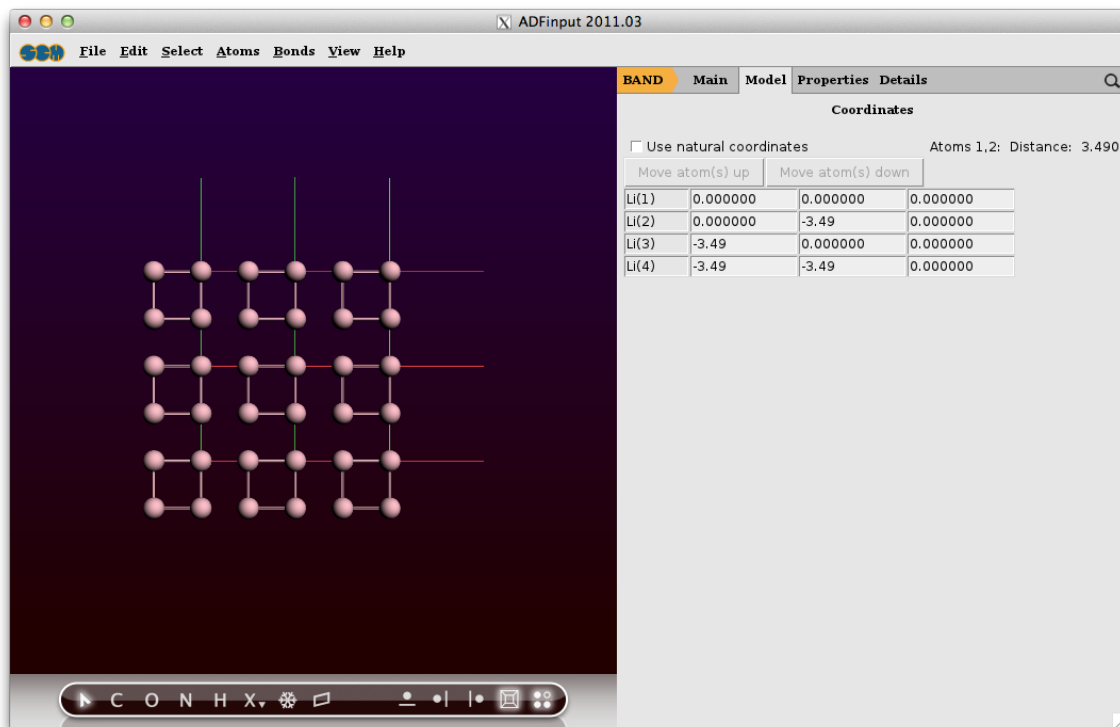 X ADFinput 2011.03
SCM File Edit Select Atoms Bonds View Help
BAND Main Model Properties Details
Coordinates
Use natural coordinates Atoms 1,2: Distance: 3.490
Move atom(s) up Move atom(s) down
Li(1) 0.000000 0.000000 0.000000
Li(2) 0.000000 -3.49 0.000000
Li(3) -3.49 0.000000 0.000000
Li(4) -3.49 -3.49 0.000000
C O N H X